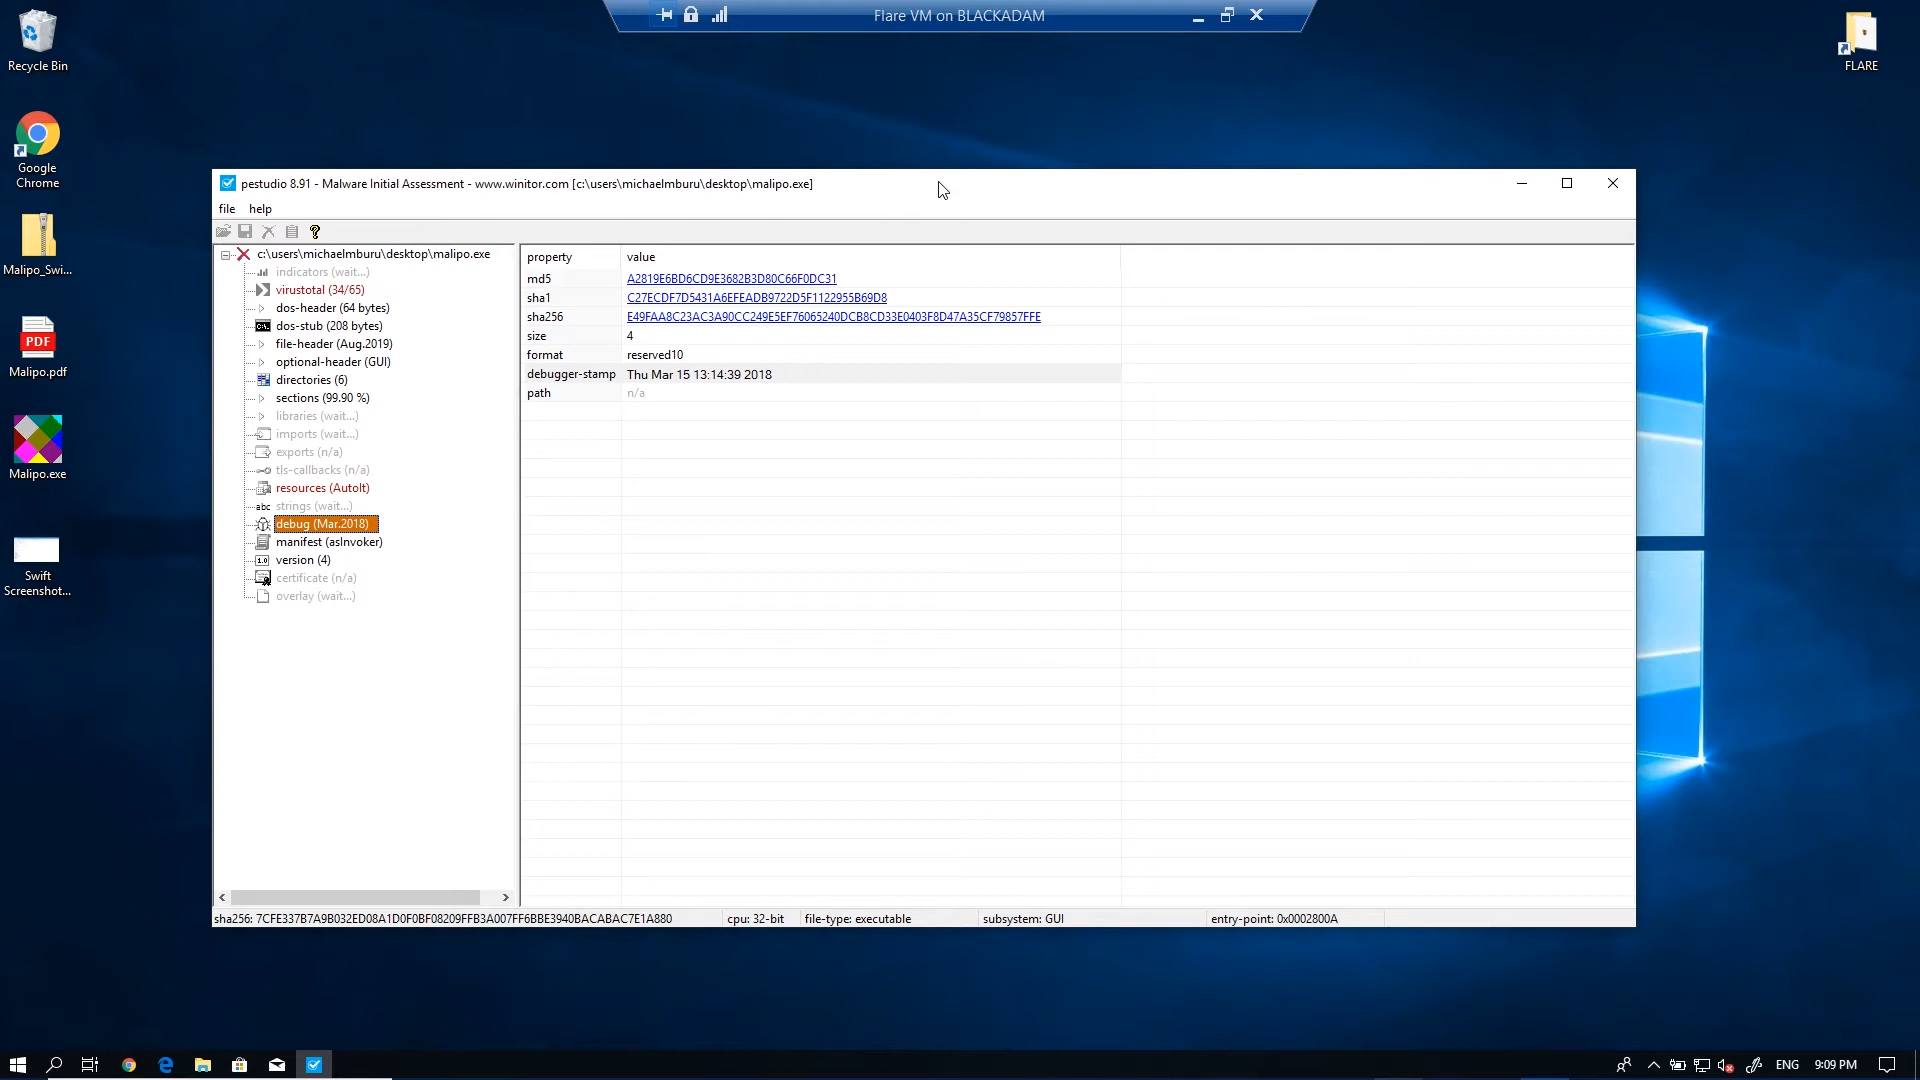 Flare VM on BLACKADAM
Recycle Bin
FLARE
Google
Chrome
Malipo_Swi...
PDF
Malipo.pdf
Malipo.exe
Swift
Screenshot...
pestudio 8.91 - Malware Initial Assessment - www.winitor.com [c:\users\michaelmburu\desktop\malipo.exe]
file help
c:\users\michaelmburu\desktop\malipo.exe
indicators (wait...)
virustotal (34/65)
dos-header (64 bytes)
dos-stub (208 bytes)
file-header (Aug.2019)
optional-header (GUI)
directories (6)
sections (99.90 %)
libraries (wait...)
imports (wait...)
exports (n/a)
tls-callbacks (n/a)
resources (AutoIt)
abc strings (wait...)
debug (Mar.2018)
manifest (asInvoker)
1.0 version (4)
certificate (n/a)
overlay (wait...)
property value
md5 A2819E6BD6CD9E3682B3D80C66F0DC31
sha1 C27ECDF7D5431A6EFEADB9722D5F1122955B69D8
sha256 E49FAA8C23AC3A90CC249E5EF76065240DCB8CD33E0403F8D47A35CF79857FFE
size 4
format reserved10
debugger-stamp Thu Mar 15 13:14:39 2018
path n/a
sha256: 7CFE337B7A9B032ED08A1D0F0BF08209FFB3A007FF6BBE3940BACABAC7E1A880 cpu: 32-bit file-type: executable subsystem: GUI entry-point: 0x0002800A
ENG 9:09 PM